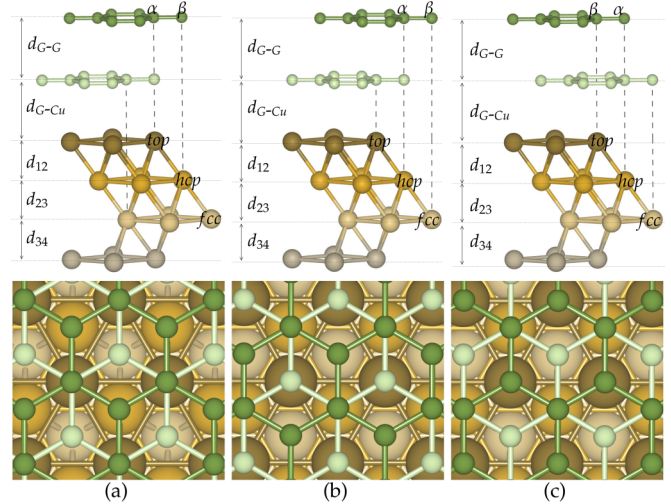 α β
d_G-G
d_G-Cu
top
d_12
hcp
d_23
fcc
d_34
α β
d_G-G
d_G-Cu
top
d_12
hcp
d_23
fcc
d_34
β α
d_G-G
d_G-Cu
top
d_12
hcp
d_23
fcc
d_34
(a) (b) (c)